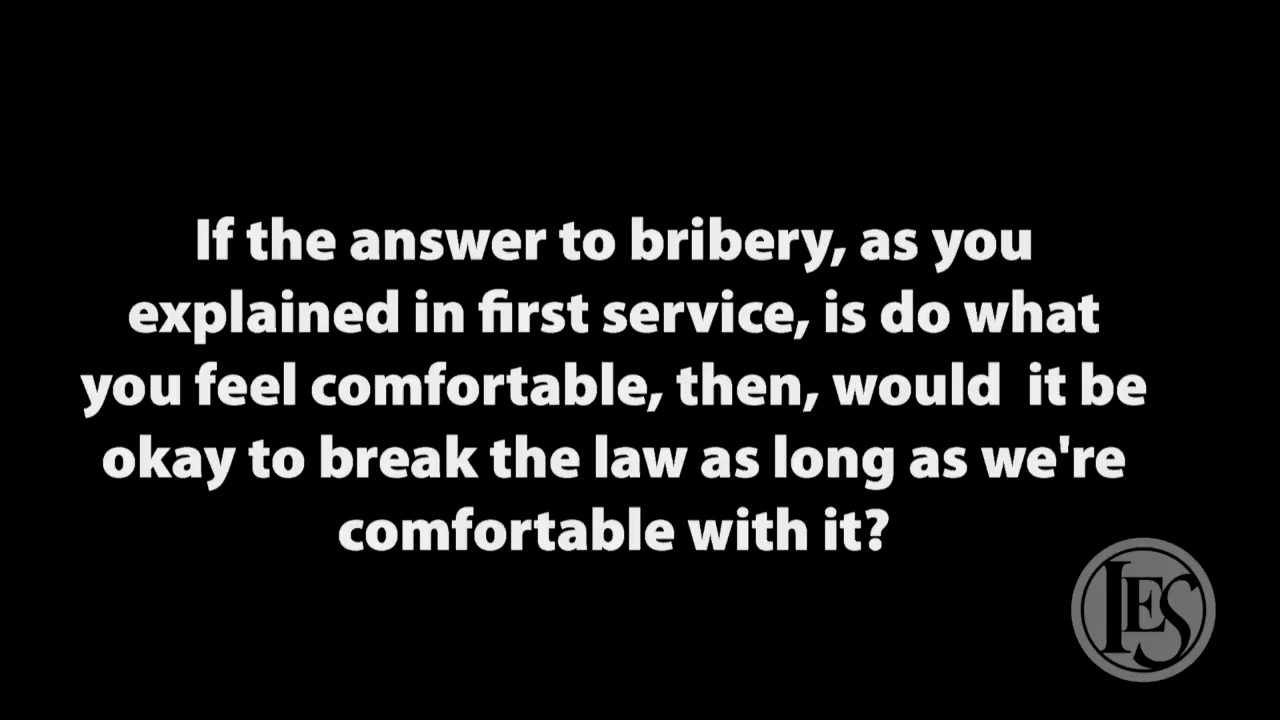 If the answer to bribery, as you
explained in first service, is do what
you feel comfortable, then, would  it be
okay to break the law as long as we're
comfortable with it?
IES